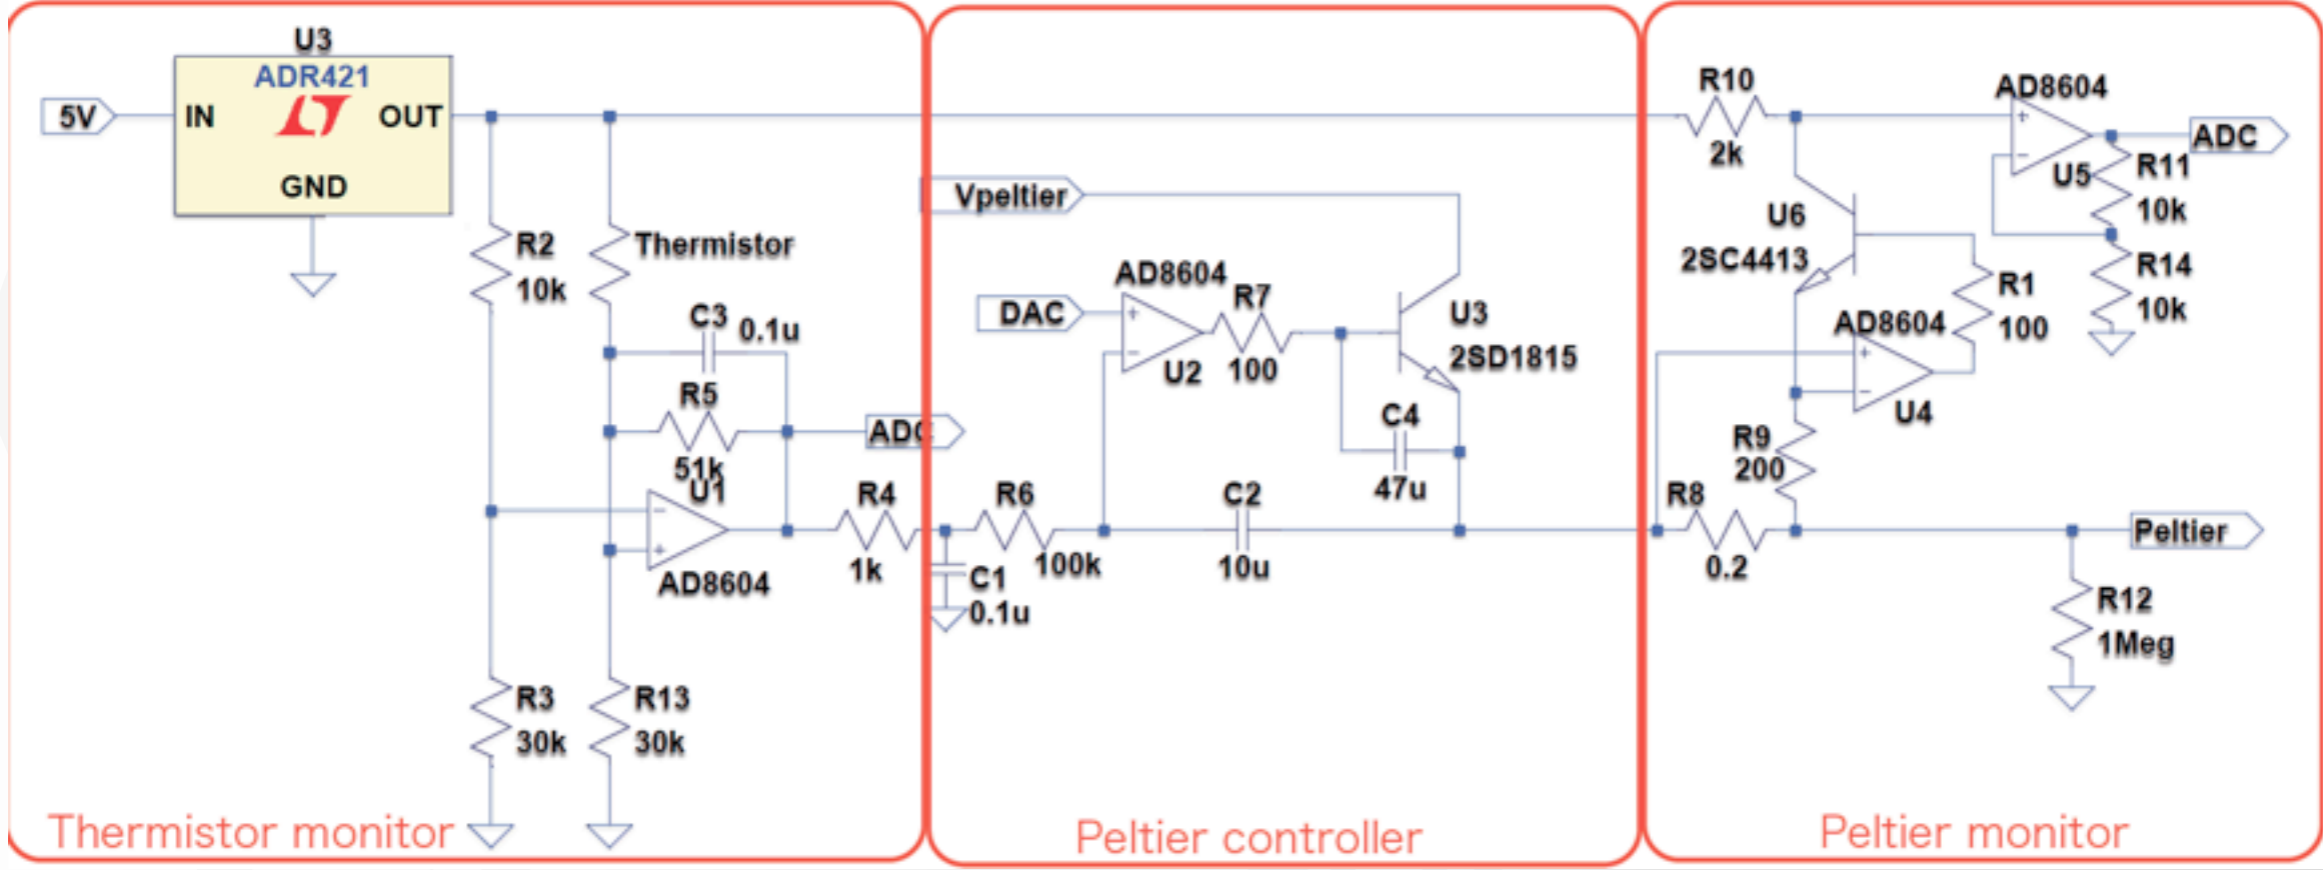 U3
ADR421
5V
IN
OUT
GND
R2
10k
Thermistor
C3
0.1u
R5
51k
ADC
U1
AD8604
R4
1k
R3
30k
R13
30k
Thermistor monitor
Vpeltier
DAC
AD8604
U2
R7
100
U3
2SD1815
C4
47u
C1
0.1u
R6
100k
C2
10u
Peltier controller
R10
2k
AD8604
U5
ADC
R11
10k
R14
10k
U6
2SC4413
R1
100
AD8604
U4
R9
200
R8
0.2
Peltier
R12
1Meg
Peltier monitor